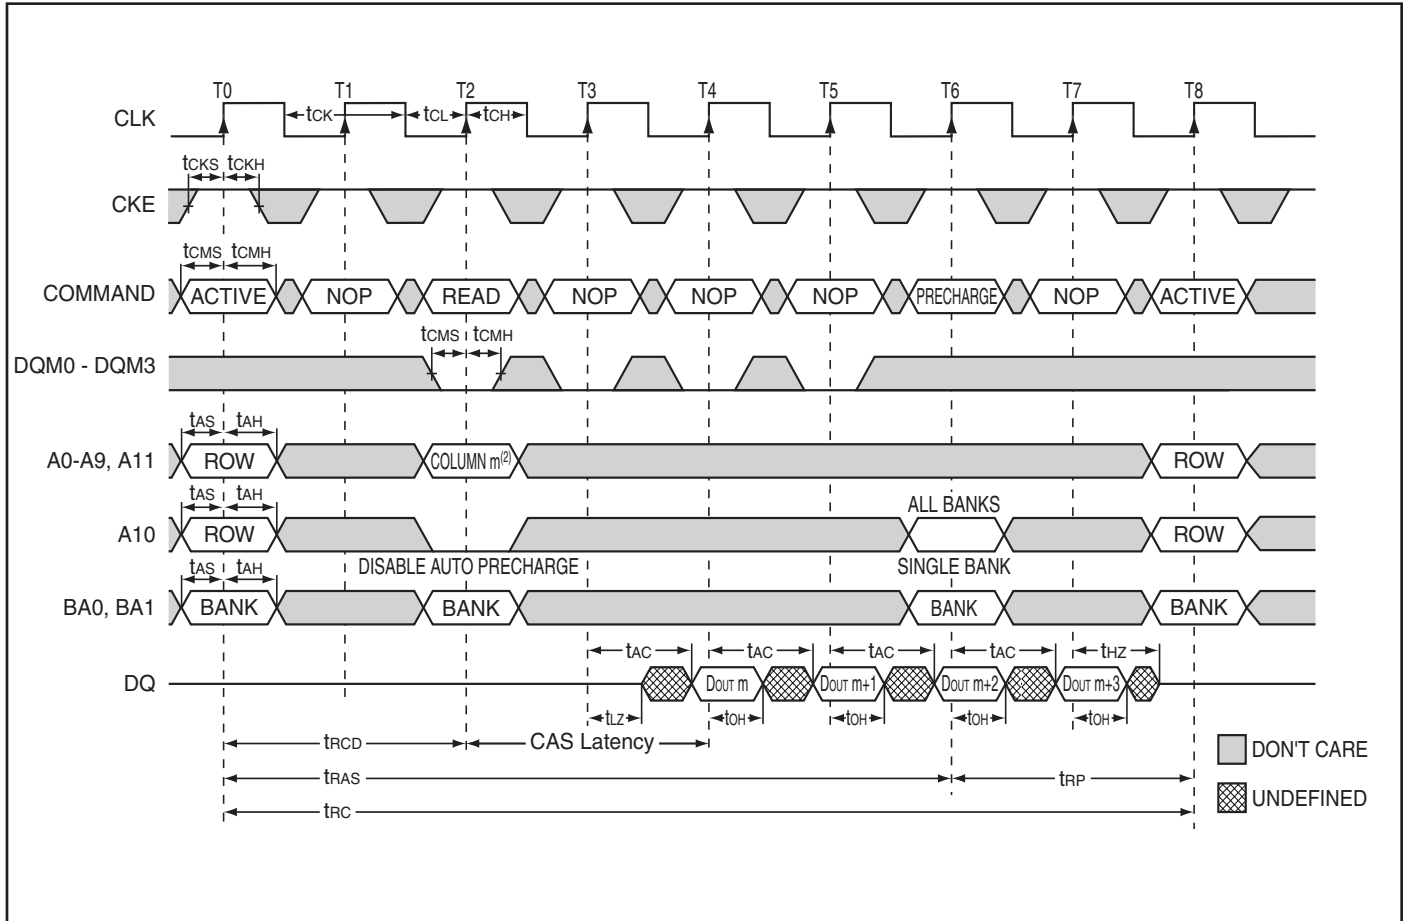 T0 T1 T2 T3 T4 T5 T6 T7 T8
CLK tCK tCL tCH
tCKS tCKH
CKE
tCMS tCMH
COMMAND ACTIVE NOP READ NOP NOP NOP PRECHARGE NOP ACTIVE
tCMS tCMH
DQM0 - DQM3
tAS tAH
A0-A9, A11 ROW COLUMN m(2) ROW
tAS tAH ALL BANKS
A10 ROW ROW
DISABLE AUTO PRECHARGE SINGLE BANK
tAS tAH
BA0, BA1 BANK BANK BANK BANK
tAC tAC tAC tAC tHZ
DQ DOUT m DOUT m+1 DOUT m+2 DOUT m+3
tLZ tOH tOH tOH tOH
tRCD CAS Latency
DON'T CARE
tRAS tRP
UNDEFINED
tRC